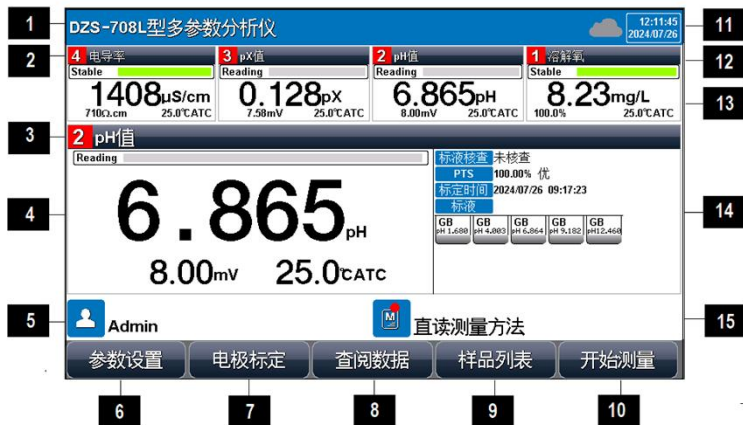 1 DZS-708L型多参数分析仪 12:11:45 11
2024/07/26
2 4 电导率 3 pX值 2 pH值 1 溶解氧 12
Stable Reading Reading Stable
1408μS/cm 0.128pX 6.865pH 8.23mg/L 13
710Ω.cm 25.0℃ATC 7.58mV 25.0℃ATC 8.00mV 25.0℃ATC 100.0% 25.0℃ATC
3 2 pH值
Reading 标液核查 未核查
PTS 100.00% 优
标定时间 2024/07/26 09:17:23
4 6.865pH 标液 14
GB GB GB GB GB
pH 1.680 pH 4.003 pH 6.864 pH 9.182 pH12.460
8.00mV 25.0℃ATC
5 Admin M 直读测量方法 15
参数设置 电极标定 查阅数据 样品列表 开始测量
6 7 8 9 10